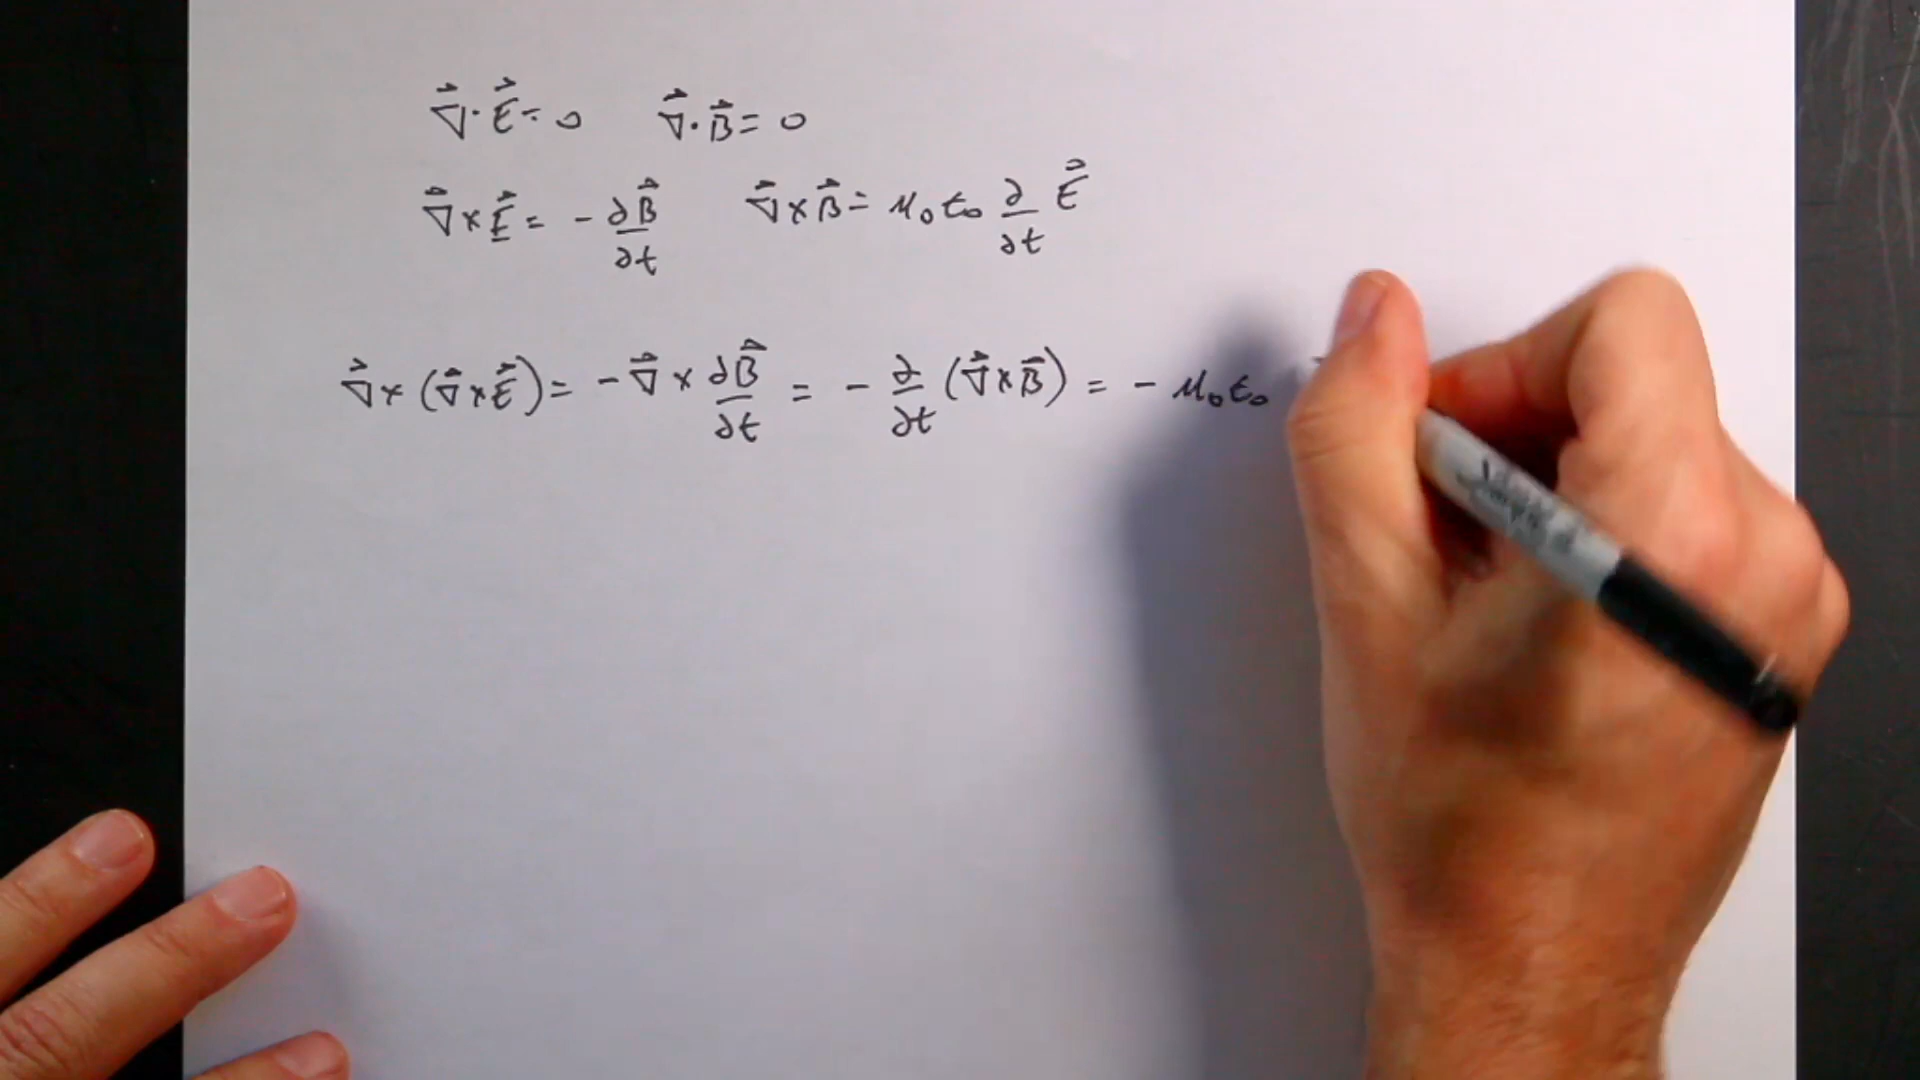 ∇⃗·E⃗ = 0 ∇⃗·B⃗ = 0
∇⃗×E⃗ = -∂B⃗/∂t ∇⃗×B⃗ = μ₀ε₀ ∂/∂t E⃗
∇⃗×(∇⃗×E⃗) = -∇⃗×∂B⃗/∂t = -∂/∂t(∇⃗×B⃗) = -μ₀ε₀